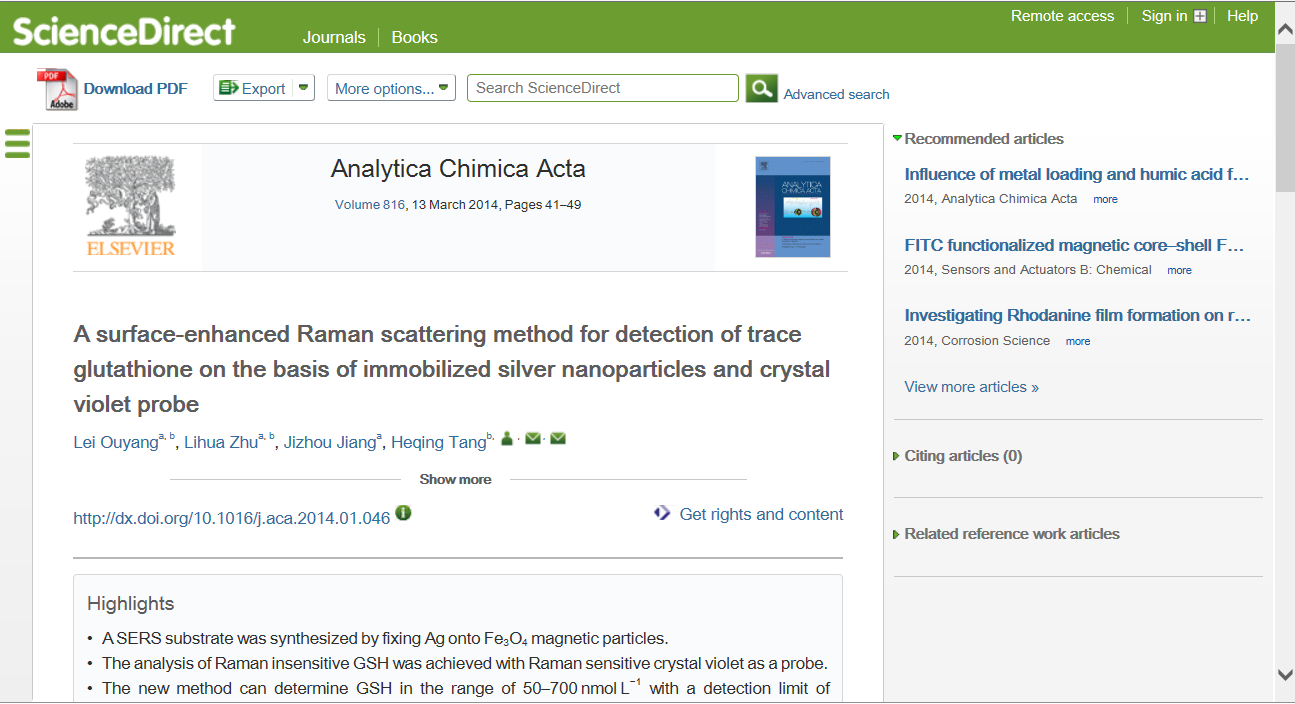 ScienceDirect
Journals
Books
Remote access
Sign in
Help
PDF
Adobe
Download PDF
Export
More options...
Search ScienceDirect
Advanced search
ELSEVIER
Analytica Chimica Acta
Volume 816, 13 March 2014, Pages 41–49
ANALYTICA
CHIMICA ACTA
A surface-enhanced Raman scattering method for detection of trace
glutathione on the basis of immobilized silver nanoparticles and crystal
violet probe
Lei Ouyang^a, b, Lihua Zhu^a, b, Jizhou Jiang^a, Heqing Tang^b,
Show more
http://dx.doi.org/10.1016/j.aca.2014.01.046
Get rights and content
Highlights
• A SERS substrate was synthesized by fixing Ag onto Fe₃O₄ magnetic particles.
• The analysis of Raman insensitive GSH was achieved with Raman sensitive crystal violet as a probe.
• The new method can determine GSH in the range of 50–700 nmol L⁻¹ with a detection limit of
Recommended articles
Influence of metal loading and humic acid f…
2014, Analytica Chimica Acta more
FITC functionalized magnetic core–shell F…
2014, Sensors and Actuators B: Chemical more
Investigating Rhodanine film formation on r…
2014, Corrosion Science more
View more articles »
Citing articles (0)
Related reference work articles